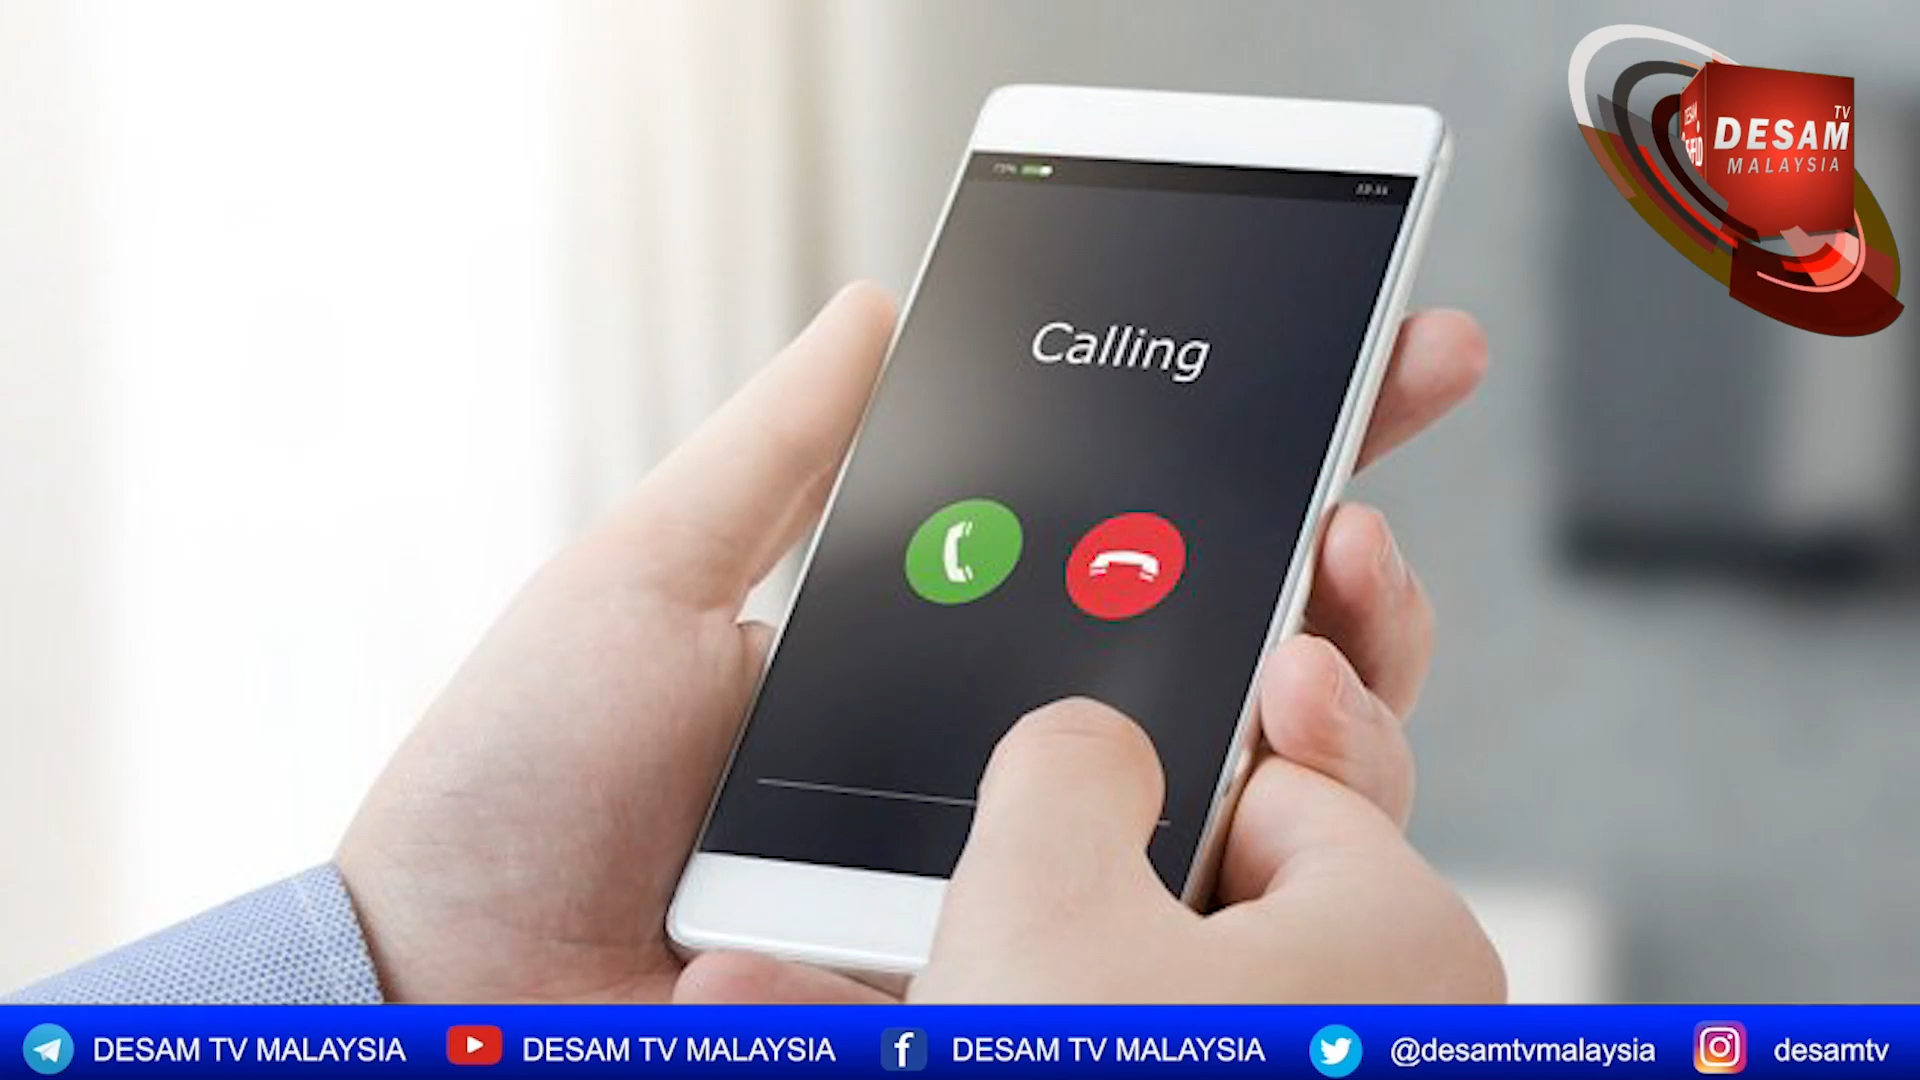 TV
DESAM
MALAYSIA
Calling
DESAM TV MALAYSIA
DESAM TV MALAYSIA
DESAM TV MALAYSIA
@desamtvmalaysia
desamtv